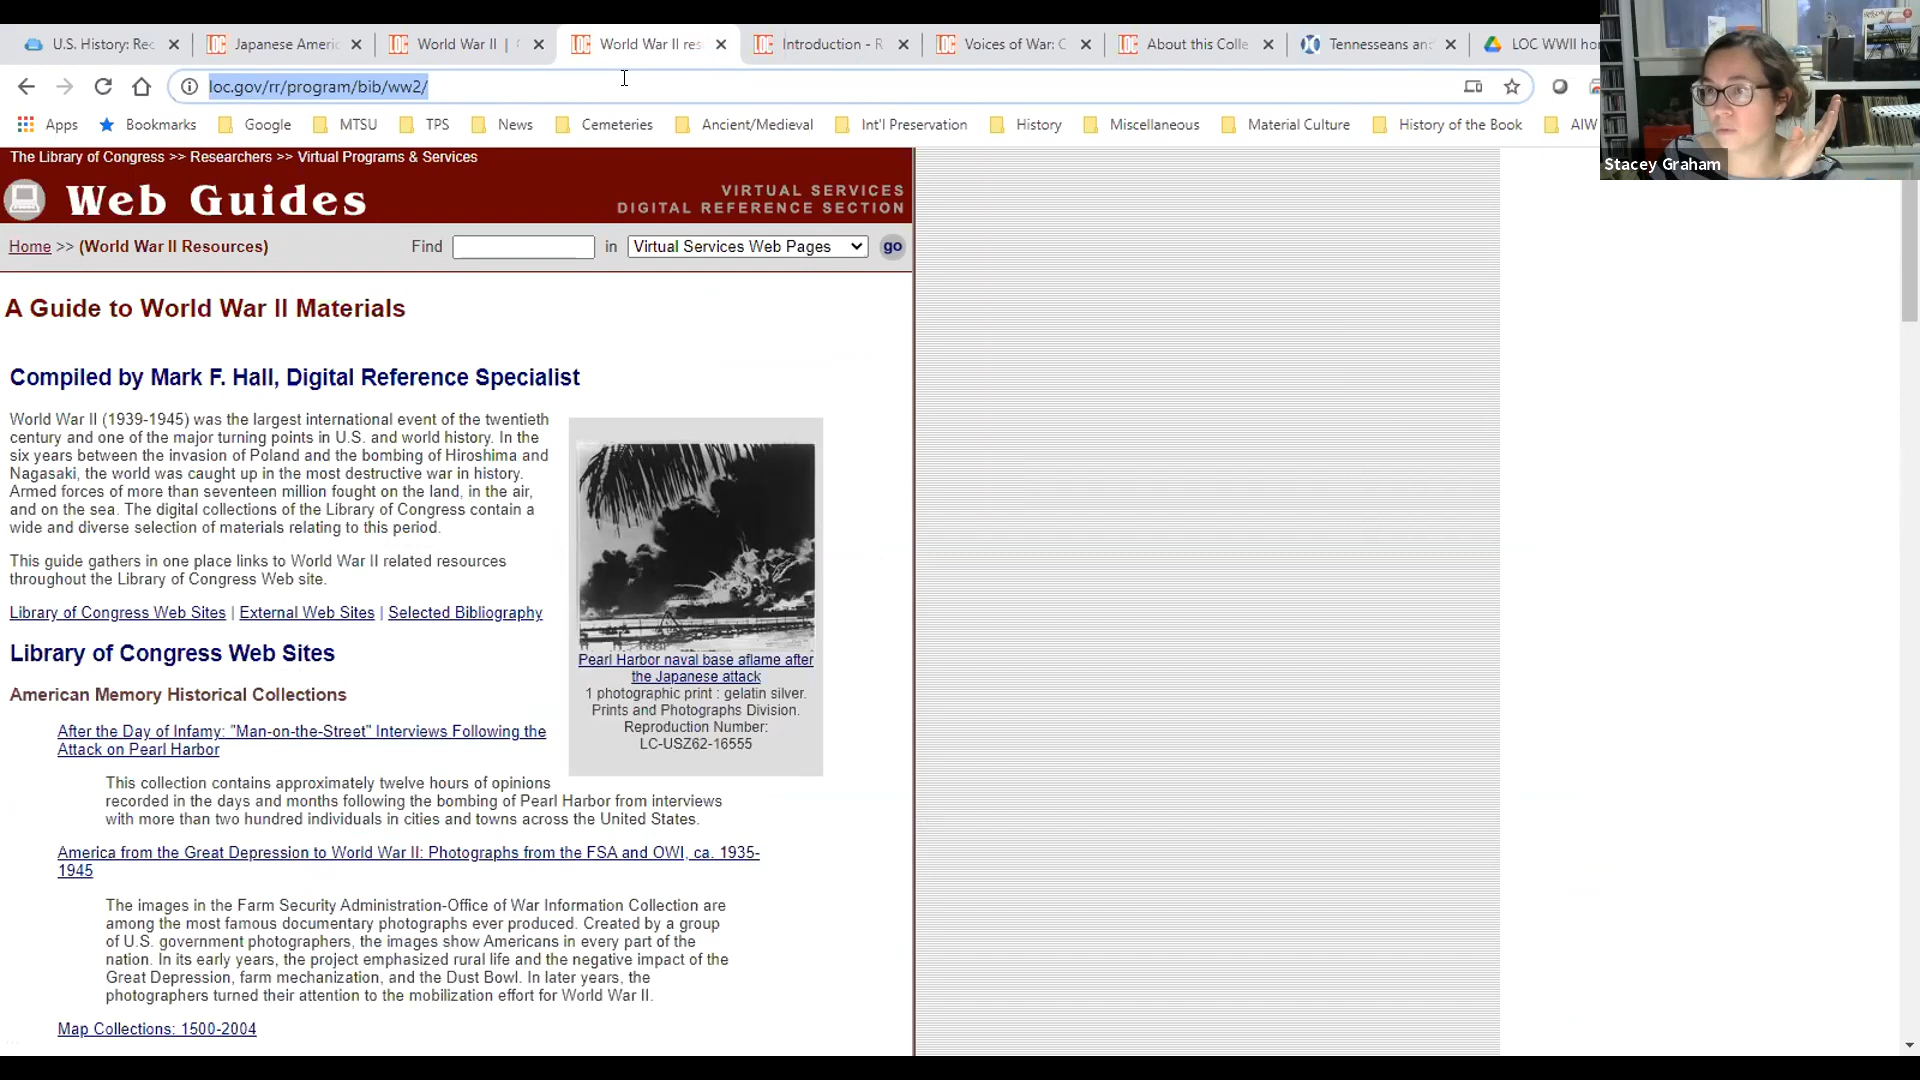 U.S. History: Rec
Japanese Americ
World War II |
World War II res
Introduction - R
Voices of War: C
About this Colle
Tennesseans and
LOC WWII ho
loc.gov/rr/program/bib/ww2/
Apps
Bookmarks
Google
MTSU
TPS
News
Cemeteries
Ancient/Medieval
Int'l Preservation
History
Miscellaneous
Material Culture
History of the Book
AIW
Stacey Graham
The Library of Congress >> Researchers >> Virtual Programs & Services
Web Guides
VIRTUAL SERVICES
DIGITAL REFERENCE SECTION
Home >> (World War II Resources)
Find in Virtual Services Web Pages go
A Guide to World War II Materials
Compiled by Mark F. Hall, Digital Reference Specialist
World War II (1939-1945) was the largest international event of the twentieth
century and one of the major turning points in U.S. and world history. In the
six years between the invasion of Poland and the bombing of Hiroshima and
Nagasaki, the world was caught up in the most destructive war in history.
Armed forces of more than seventeen million fought on the land, in the air,
and on the sea. The digital collections of the Library of Congress contain a
wide and diverse selection of materials relating to this period.
This guide gathers in one place links to World War II related resources
throughout the Library of Congress Web site.
Library of Congress Web Sites | External Web Sites | Selected Bibliography
Pearl Harbor naval base aflame after
the Japanese attack
1 photographic print : gelatin silver.
Prints and Photographs Division.
Reproduction Number:
LC-USZ62-16555
Library of Congress Web Sites
American Memory Historical Collections
After the Day of Infamy: "Man-on-the-Street" Interviews Following the
Attack on Pearl Harbor
This collection contains approximately twelve hours of opinions
recorded in the days and months following the bombing of Pearl Harbor from interviews
with more than two hundred individuals in cities and towns across the United States.
America from the Great Depression to World War II: Photographs from the FSA and OWI, ca. 1935-
1945
The images in the Farm Security Administration-Office of War Information Collection are
among the most famous documentary photographs ever produced. Created by a group
of U.S. government photographers, the images show Americans in every part of the
nation. In its early years, the project emphasized rural life and the negative impact of the
Great Depression, farm mechanization, and the Dust Bowl. In later years, the
photographers turned their attention to the mobilization effort for World War II.
Map Collections: 1500-2004